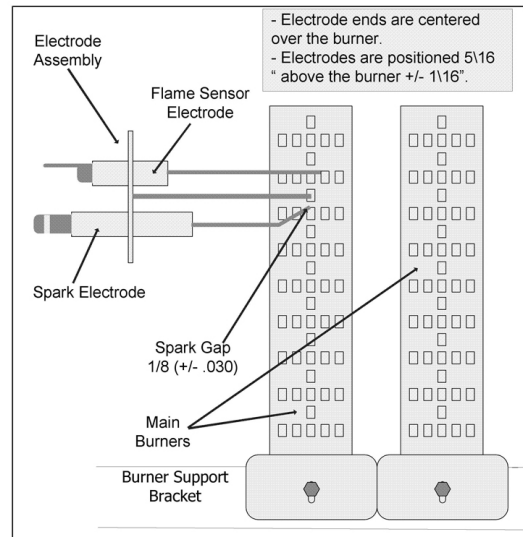 - Electrode ends are centered
over the burner.
- Electrodes are positioned 5\16
“ above the burner +/- 1\16”.
Electrode
Assembly
Flame Sensor
Electrode
Spark Electrode
Spark Gap
1/8 (+/- .030)
Main
Burners
Burner Support
Bracket